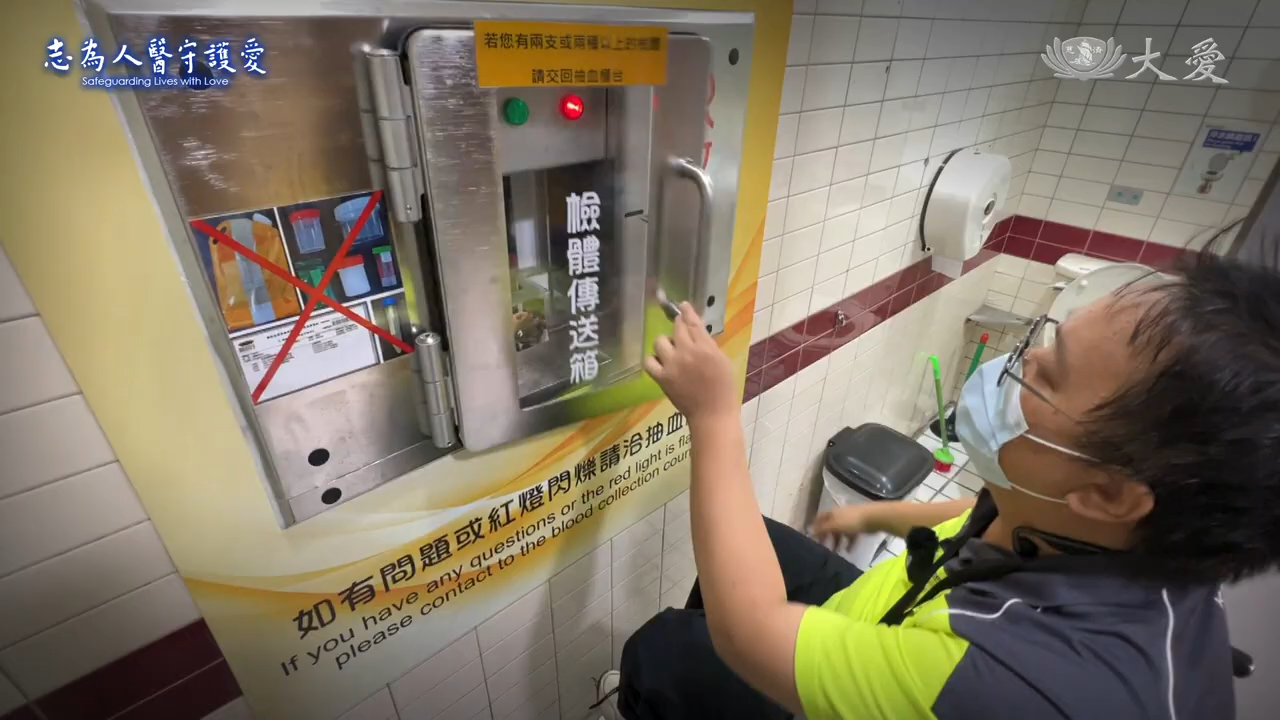 志為人醫守護愛
Safeguarding Lives with Love
大愛
若您有兩支或兩種以上的檢體
請交回抽血櫃台
檢體傳送箱
如有問題或紅燈閃爍請洽抽血
If you have any questions or the red light is fla
please contact to the blood collection coun